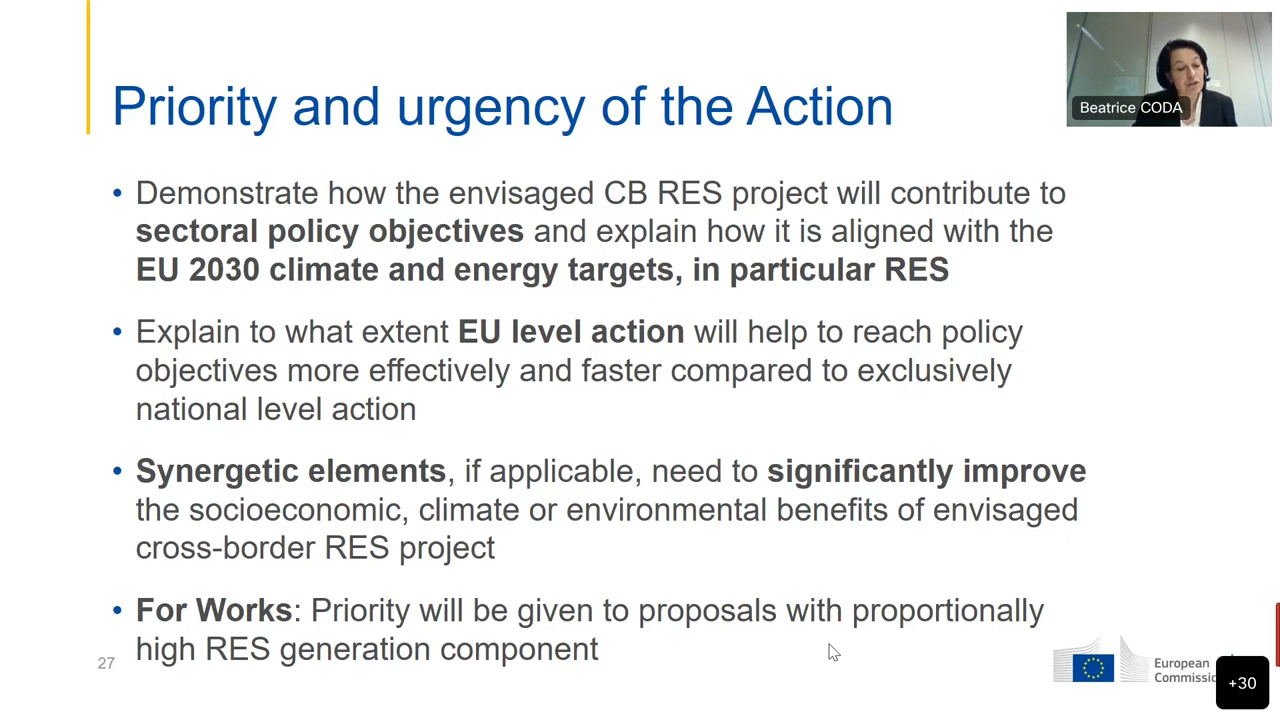 Priority and urgency of the Action
Beatrice CODA
• Demonstrate how the envisaged CB RES project will contribute to
sectoral policy objectives and explain how it is aligned with the
EU 2030 climate and energy targets, in particular RES
• Explain to what extent EU level action will help to reach policy
objectives more effectively and faster compared to exclusively
national level action
• Synergetic elements, if applicable, need to significantly improve
the socioeconomic, climate or environmental benefits of envisaged
cross-border RES project
• For Works: Priority will be given to proposals with proportionally
high RES generation component
27
European
Commissi
+30